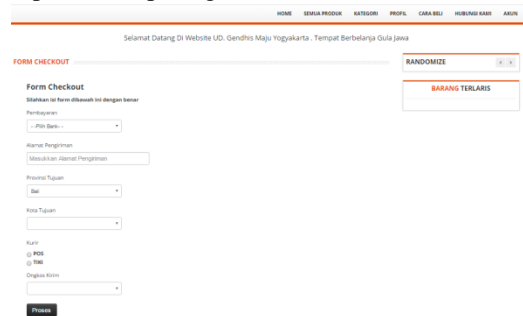 HOME SEMUA PRODUK KATEGORI PROFIL CARA BELI HUBUNGI KAMI AKUN
Selamat Datang Di Website UD. Gendhis Maju Yogyakarta . Tempat Berbelanja Gula Jawa
FORM CHECKOUT
RANDOMIZE
BARANG TERLARIS
Form Checkout
Silahkan isi form dibawah ini dengan benar
Pembayaran
- -Pilih Bank- -
Alamat Pengiriman
Masukkan Alamat Pengiriman
Provinsi Tujuan
Bali
Kota Tujuan
Kurir
POS
TIKI
Ongkos Kirim
Proses